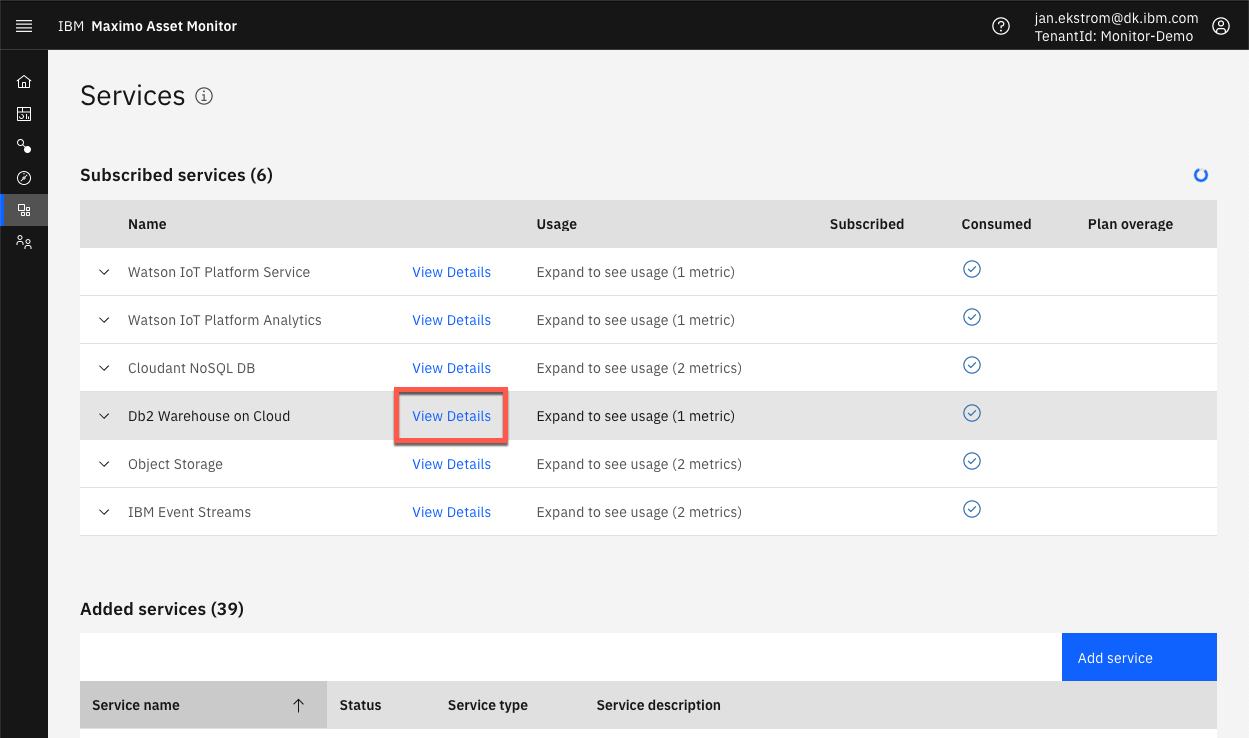 IBM Maximo Asset Monitor
jan.ekstrom@dk.ibm.com
TenantId: Monitor-Demo
Services
Subscribed services (6)
Name Usage Subscribed Consumed Plan overage
Watson IoT Platform Service View Details Expand to see usage (1 metric)
Watson IoT Platform Analytics View Details Expand to see usage (1 metric)
Cloudant NoSQL DB View Details Expand to see usage (2 metrics)
Db2 Warehouse on Cloud View Details Expand to see usage (1 metric)
Object Storage View Details Expand to see usage (2 metrics)
IBM Event Streams View Details Expand to see usage (2 metrics)
Added services (39)
Add service
Service name Status Service type Service description